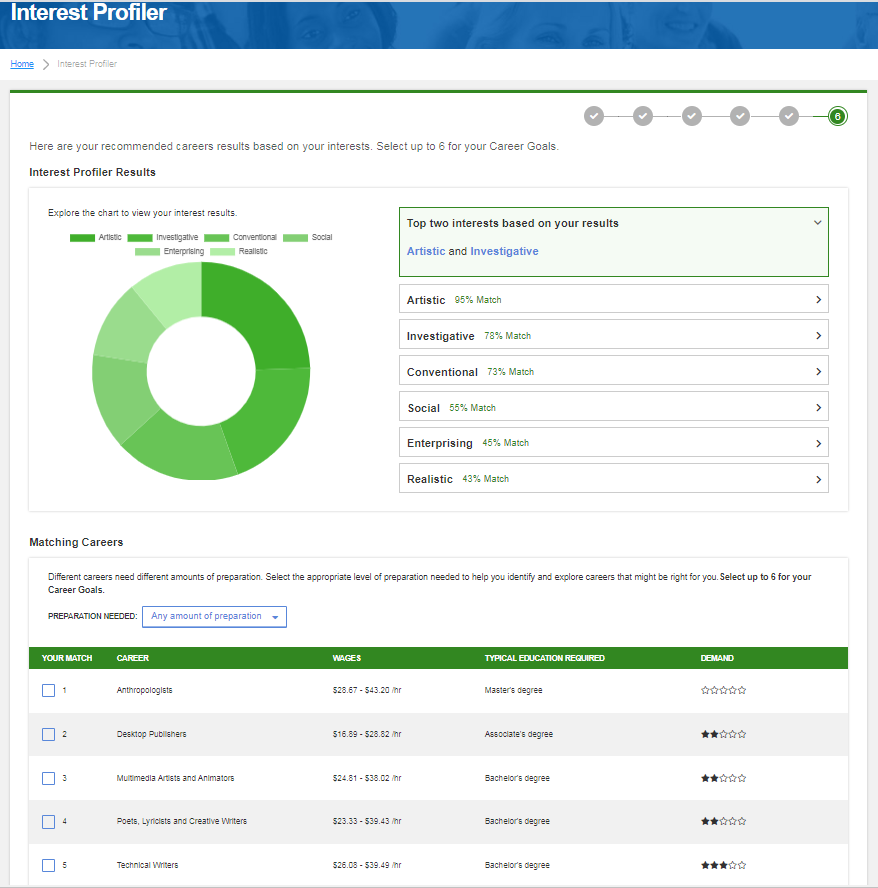 Interest Profiler
Home Interest Profiler
6
Here are your recommended careers results based on your interests. Select up to 6 for your Career Goals.
Interest Profiler Results
Explore the chart to view your interest results.
Artistic Investigative Conventional Social
Enterprising Realistic
Top two interests based on your results
Artistic and Investigative
Artistic 95% Match
Investigative 78% Match
Conventional 73% Match
Social 55% Match
Enterprising 45% Match
Realistic 43% Match
Matching Careers
Different careers need different amounts of preparation. Select the appropriate level of preparation needed to help you identify and explore careers that might be right for you. Select up to 6 for your
Career Goals.
PREPARATION NEEDED: Any amount of preparation
YOUR MATCH CAREER WAGES TYPICAL EDUCATION REQUIRED DEMAND
1 Anthropologists $28.67 - $43.20 /hr Master's degree
2 Desktop Publishers $16.89 - $28.82 /hr Associate's degree
3 Multimedia Artists and Animators $24.81 - $38.02 /hr Bachelor's degree
4 Poets, Lyricists and Creative Writers $23.33 - $39.43 /hr Bachelor's degree
5 Technical Writers $26.08 - $39.49 /hr Bachelor's degree